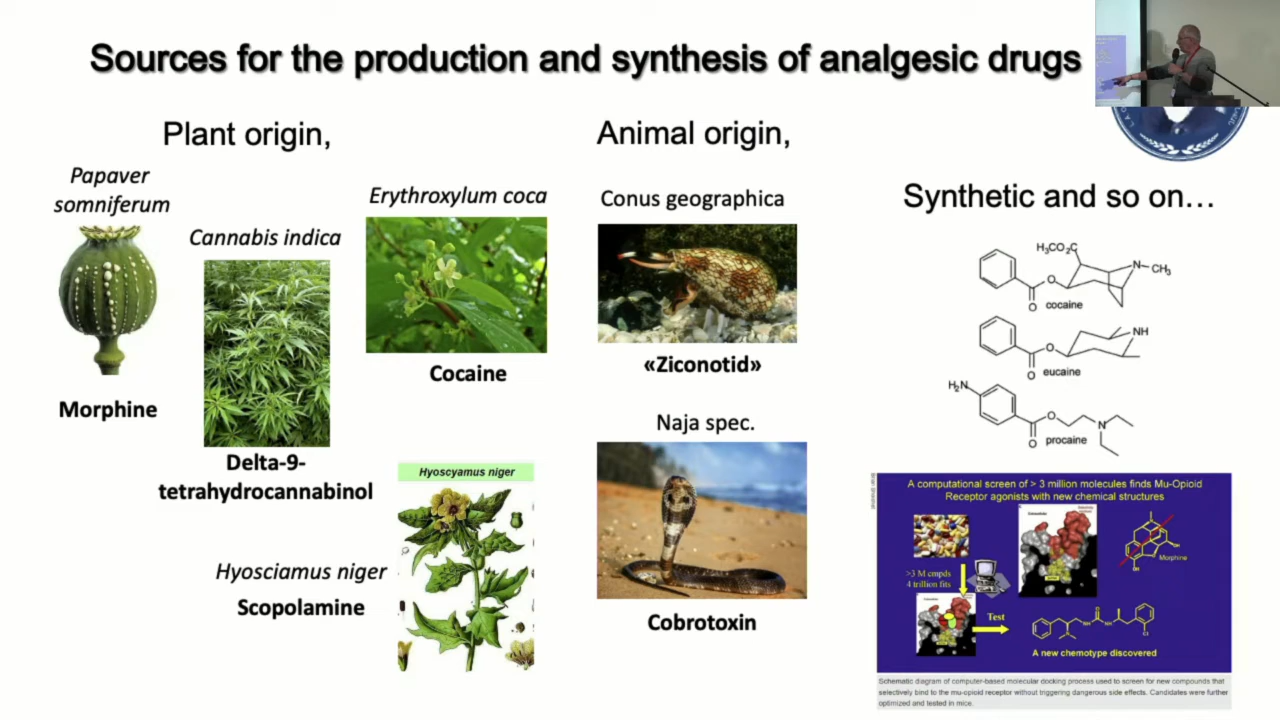 Sources for the production and synthesis of analgesic drugs
Plant origin,
Papaver
somniferum
Morphine
Cannabis indica
Delta-9-
tetrahydrocannabinol
Erythroxylum coca
Cocaine
Hyoscyamus niger
Hyosciamus niger
Scopolamine
Animal origin,
Conus geographica
«Ziconotid»
Naja spec.
Cobrotoxin
Synthetic and so on…
H₃CO₂C
N
CH₃
O
O
cocaine
NH
O
O
eucaine
H₂N
O
N
O
procaine
A computational screen of > 3 million molecules finds Mu-Opioid
Receptor agonists with new chemical structures
Morphine
>3 M cmpds
4 trillion fits
Test
A new chemotype discovered
Schematic diagram of computer-based molecular docking process used to screen for new compounds that
selectively bind to the mu-opioid receptor without triggering dangerous side effects. Candidates were further
optimized and tested in mice.